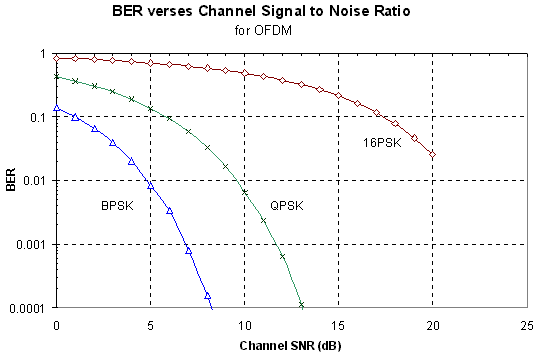 BER verses Channel Signal to Noise Ratio
for OFDM
1
0.1
0.01
0.001
0.0001
BER
16PSK
BPSK
QPSK
0
5
10
15
20
25
Channel SNR (dB)